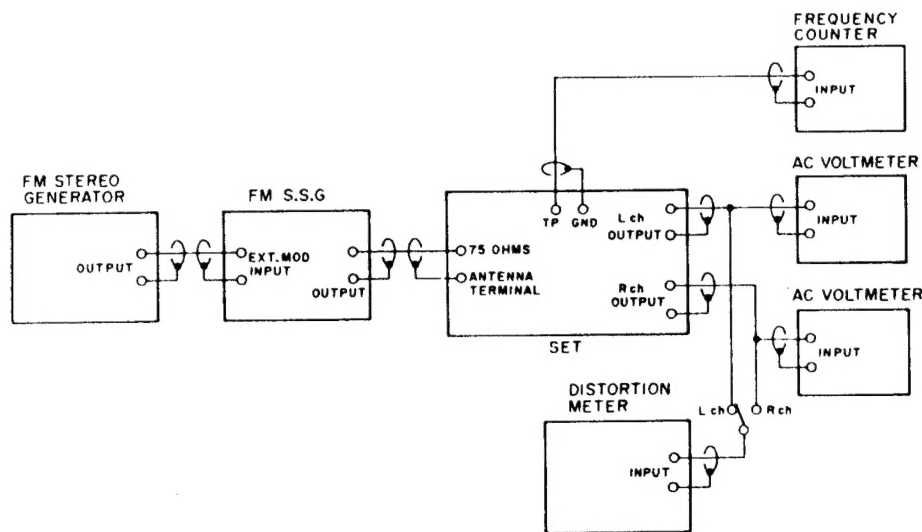 FREQUENCY
COUNTER
INPUT
AC VOLTMETER
INPUT
FM STEREO
GENERATOR
OUTPUT
FM S.S.G
EXT.MOD
INPUT
OUTPUT
TP GND
L ch
OUTPUT
75 OHMS
ANTENNA
TERMINAL
R ch
OUTPUT
SET
AC VOLTMETER
INPUT
DISTORTION
METER
L ch
R ch
INPUT